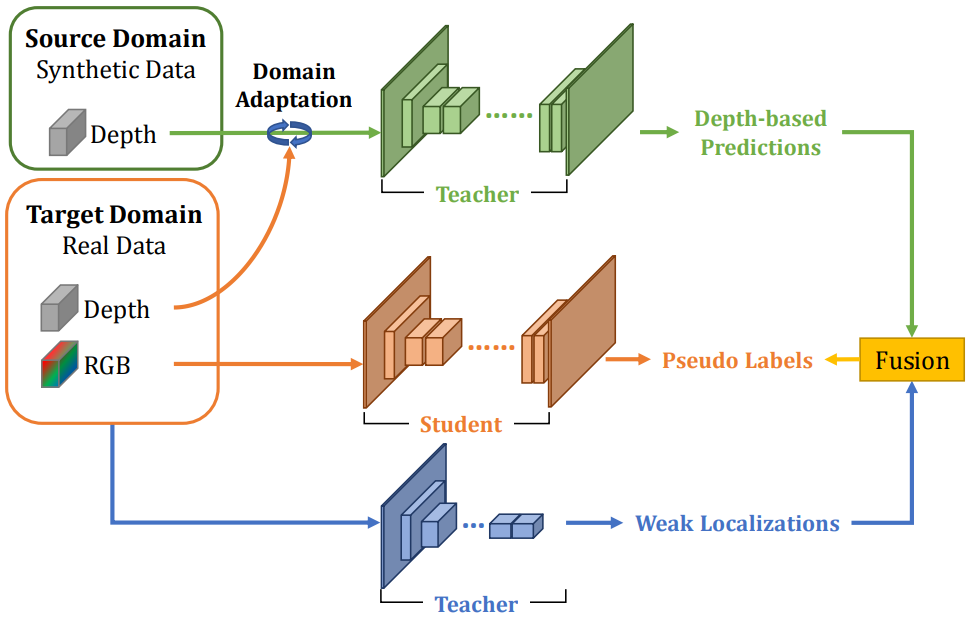 Source Domain
Synthetic Data
Depth
Domain
Adaptation
Teacher
Depth-based
Predictions
Target Domain
Real Data
Depth
RGB
Student
Pseudo Labels
Fusion
Teacher
Weak Localizations